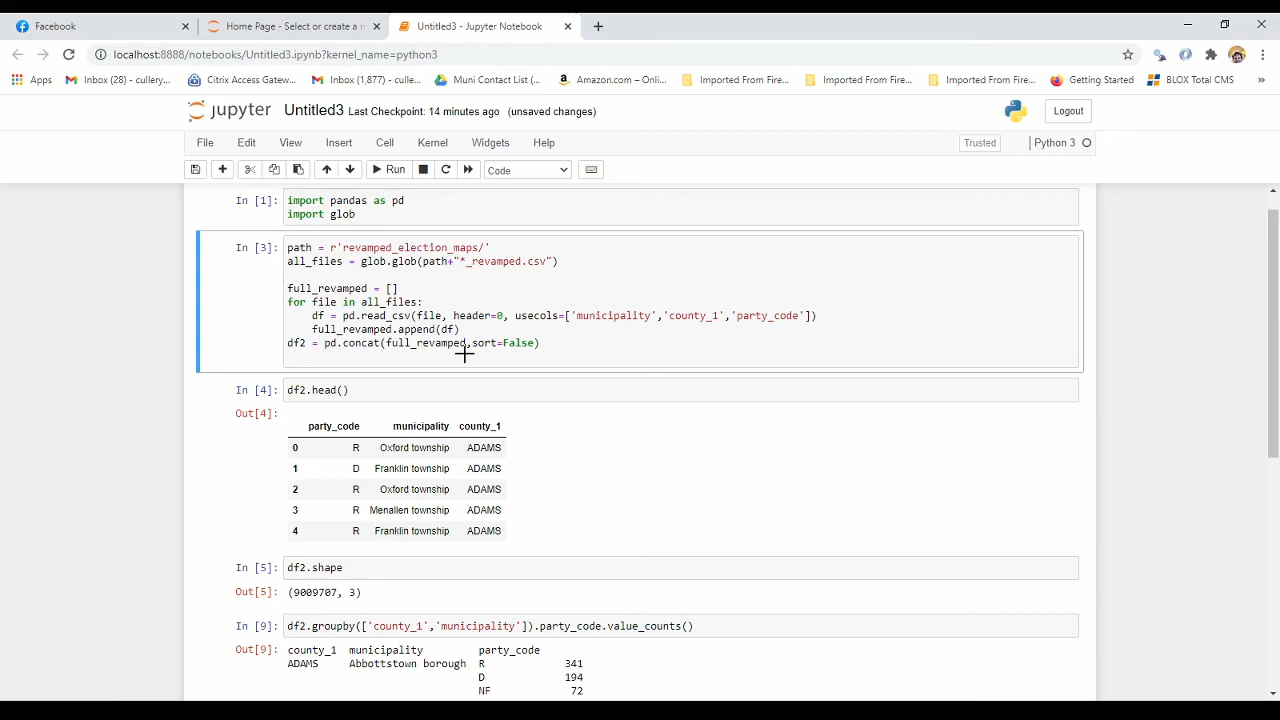 Facebook
Home Page - Select or create a n
Untitled3 - Jupyter Notebook
localhost:8888/notebooks/Untitled3.ipynb?kernel_name=python3
Apps
Inbox (28) - cullery...
Citrix Access Gatew...
Inbox (1,877) - culle...
Muni Contact List (...
Amazon.com – Onli...
Imported From Fire...
Imported From Fire...
Imported From Fire...
Getting Started
BLOX Total CMS
»
jupyter Untitled3 Last Checkpoint: 14 minutes ago (unsaved changes)
Logout
File Edit View Insert Cell Kernel Widgets Help
Trusted
Python 3
Run
Code
In [1]: import pandas as pd
import glob
In [3]: path = r'revamped_election_maps/'
all_files = glob.glob(path+"*_revamped.csv")
full_revamped = []
for file in all_files:
df = pd.read_csv(file, header=0, usecols=['municipality','county_1','party_code'])
full_revamped.append(df)
df2 = pd.concat(full_revamped,sort=False)
In [4]: df2.head()
Out[4]:
party_code municipality county_1
0 R Oxford township ADAMS
1 D Franklin township ADAMS
2 R Oxford township ADAMS
3 R Menallen township ADAMS
4 R Franklin township ADAMS
In [5]: df2.shape
Out[5]: (9009707, 3)
In [9]: df2.groupby(['county_1','municipality']).party_code.value_counts()
Out[9]: county_1 municipality party_code
ADAMS Abbottstown borough R 341
D 194
NF 72